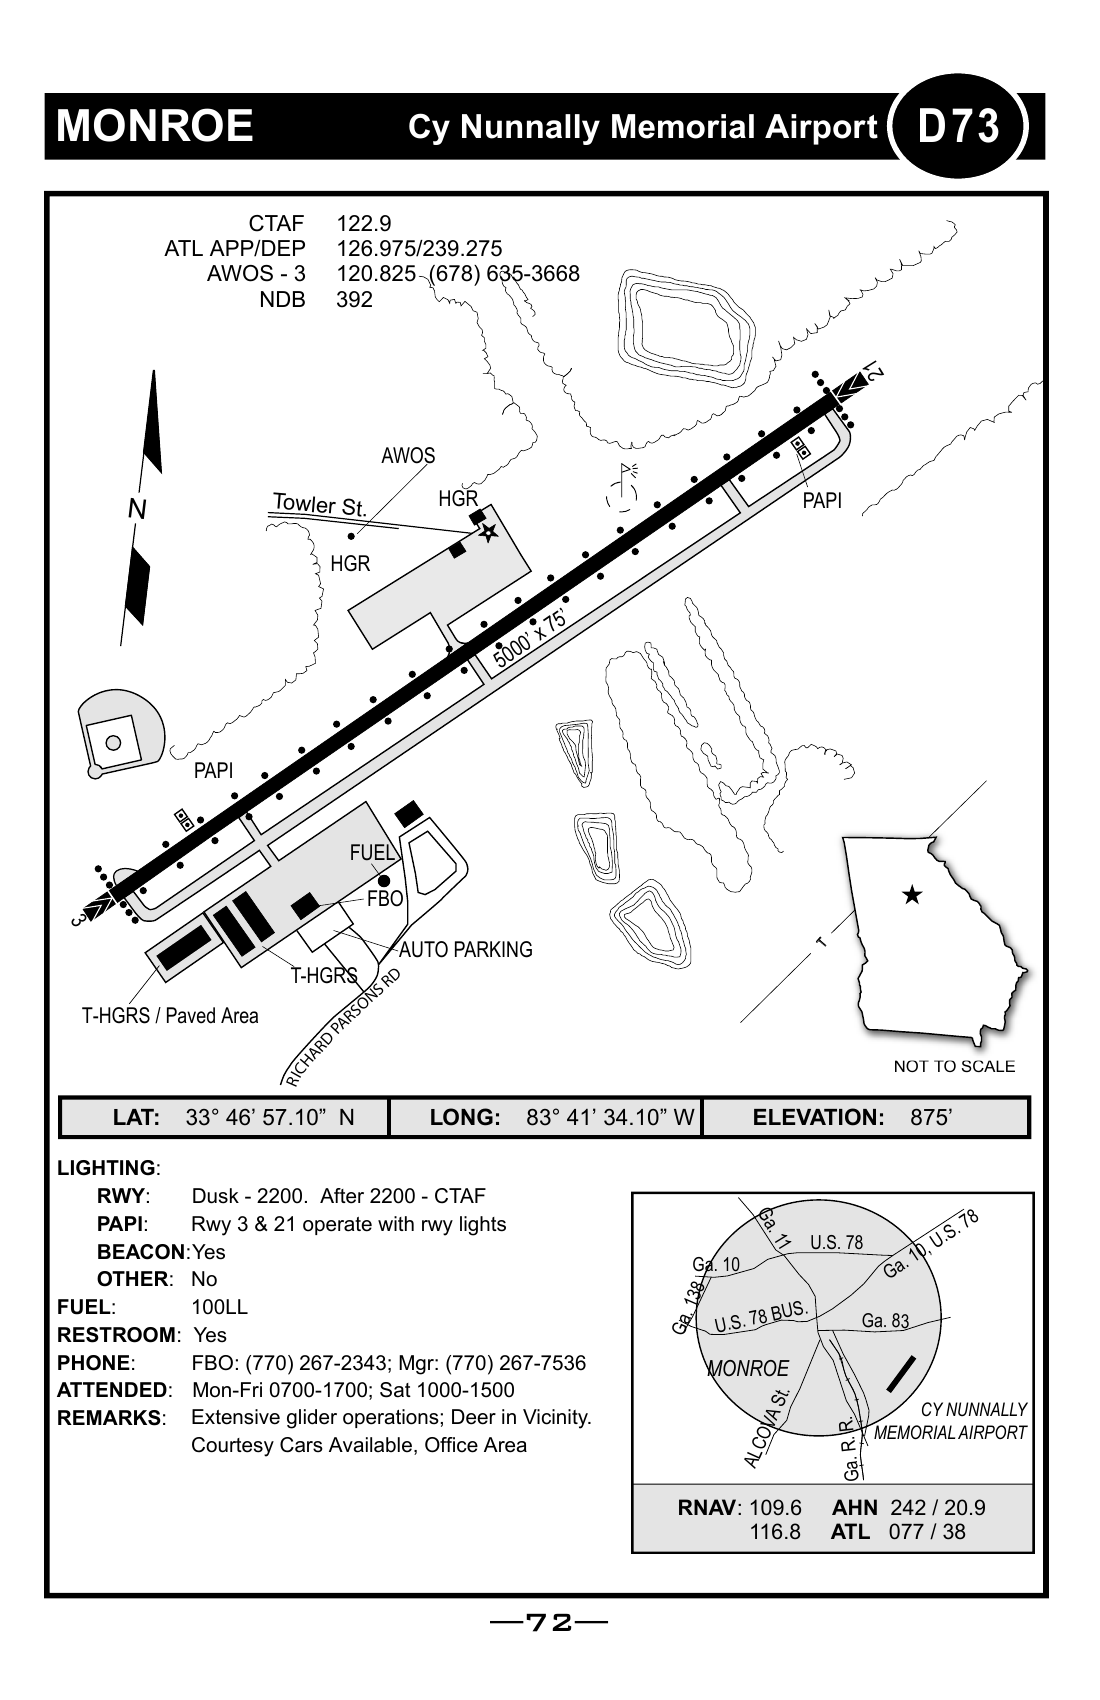 MONROE Cy Nunnally Memorial Airport D73
CTAF 122.9
ATL APP/DEP 126.975/239.275
AWOS - 3 120.825 (678) 635-3668
NDB 392
21
AWOS
HGR
PAPI
Towler St.
N
HGR
5000’ x 75’
PAPI
FUEL
FBO
3
AUTO PARKING
T-HGRS
T-HGRS / Paved Area
RICHARD PARSONS RD
T
NOT TO SCALE
LAT: 33° 46’ 57.10” N LONG: 83° 41’ 34.10” W ELEVATION: 875’
LIGHTING:
RWY: Dusk - 2200. After 2200 - CTAF
PAPI: Rwy 3 & 21 operate with rwy lights
BEACON:Yes
OTHER: No
FUEL: 100LL
RESTROOM: Yes
PHONE: FBO: (770) 267-2343; Mgr: (770) 267-7536
ATTENDED: Mon-Fri 0700-1700; Sat 1000-1500
REMARKS: Extensive glider operations; Deer in Vicinity.
Courtesy Cars Available, Office Area
Ga. 11
U.S. 78
Ga. 10, U.S. 78
Ga. 10
Ga. 138
U.S. 78 BUS.
Ga. 83
MONROE
ALCOVA St.
Ga. R. R.
CY NUNNALLY
MEMORIAL AIRPORT
RNAV: 109.6 AHN 242 / 20.9
116.8 ATL 077 / 38
—72—